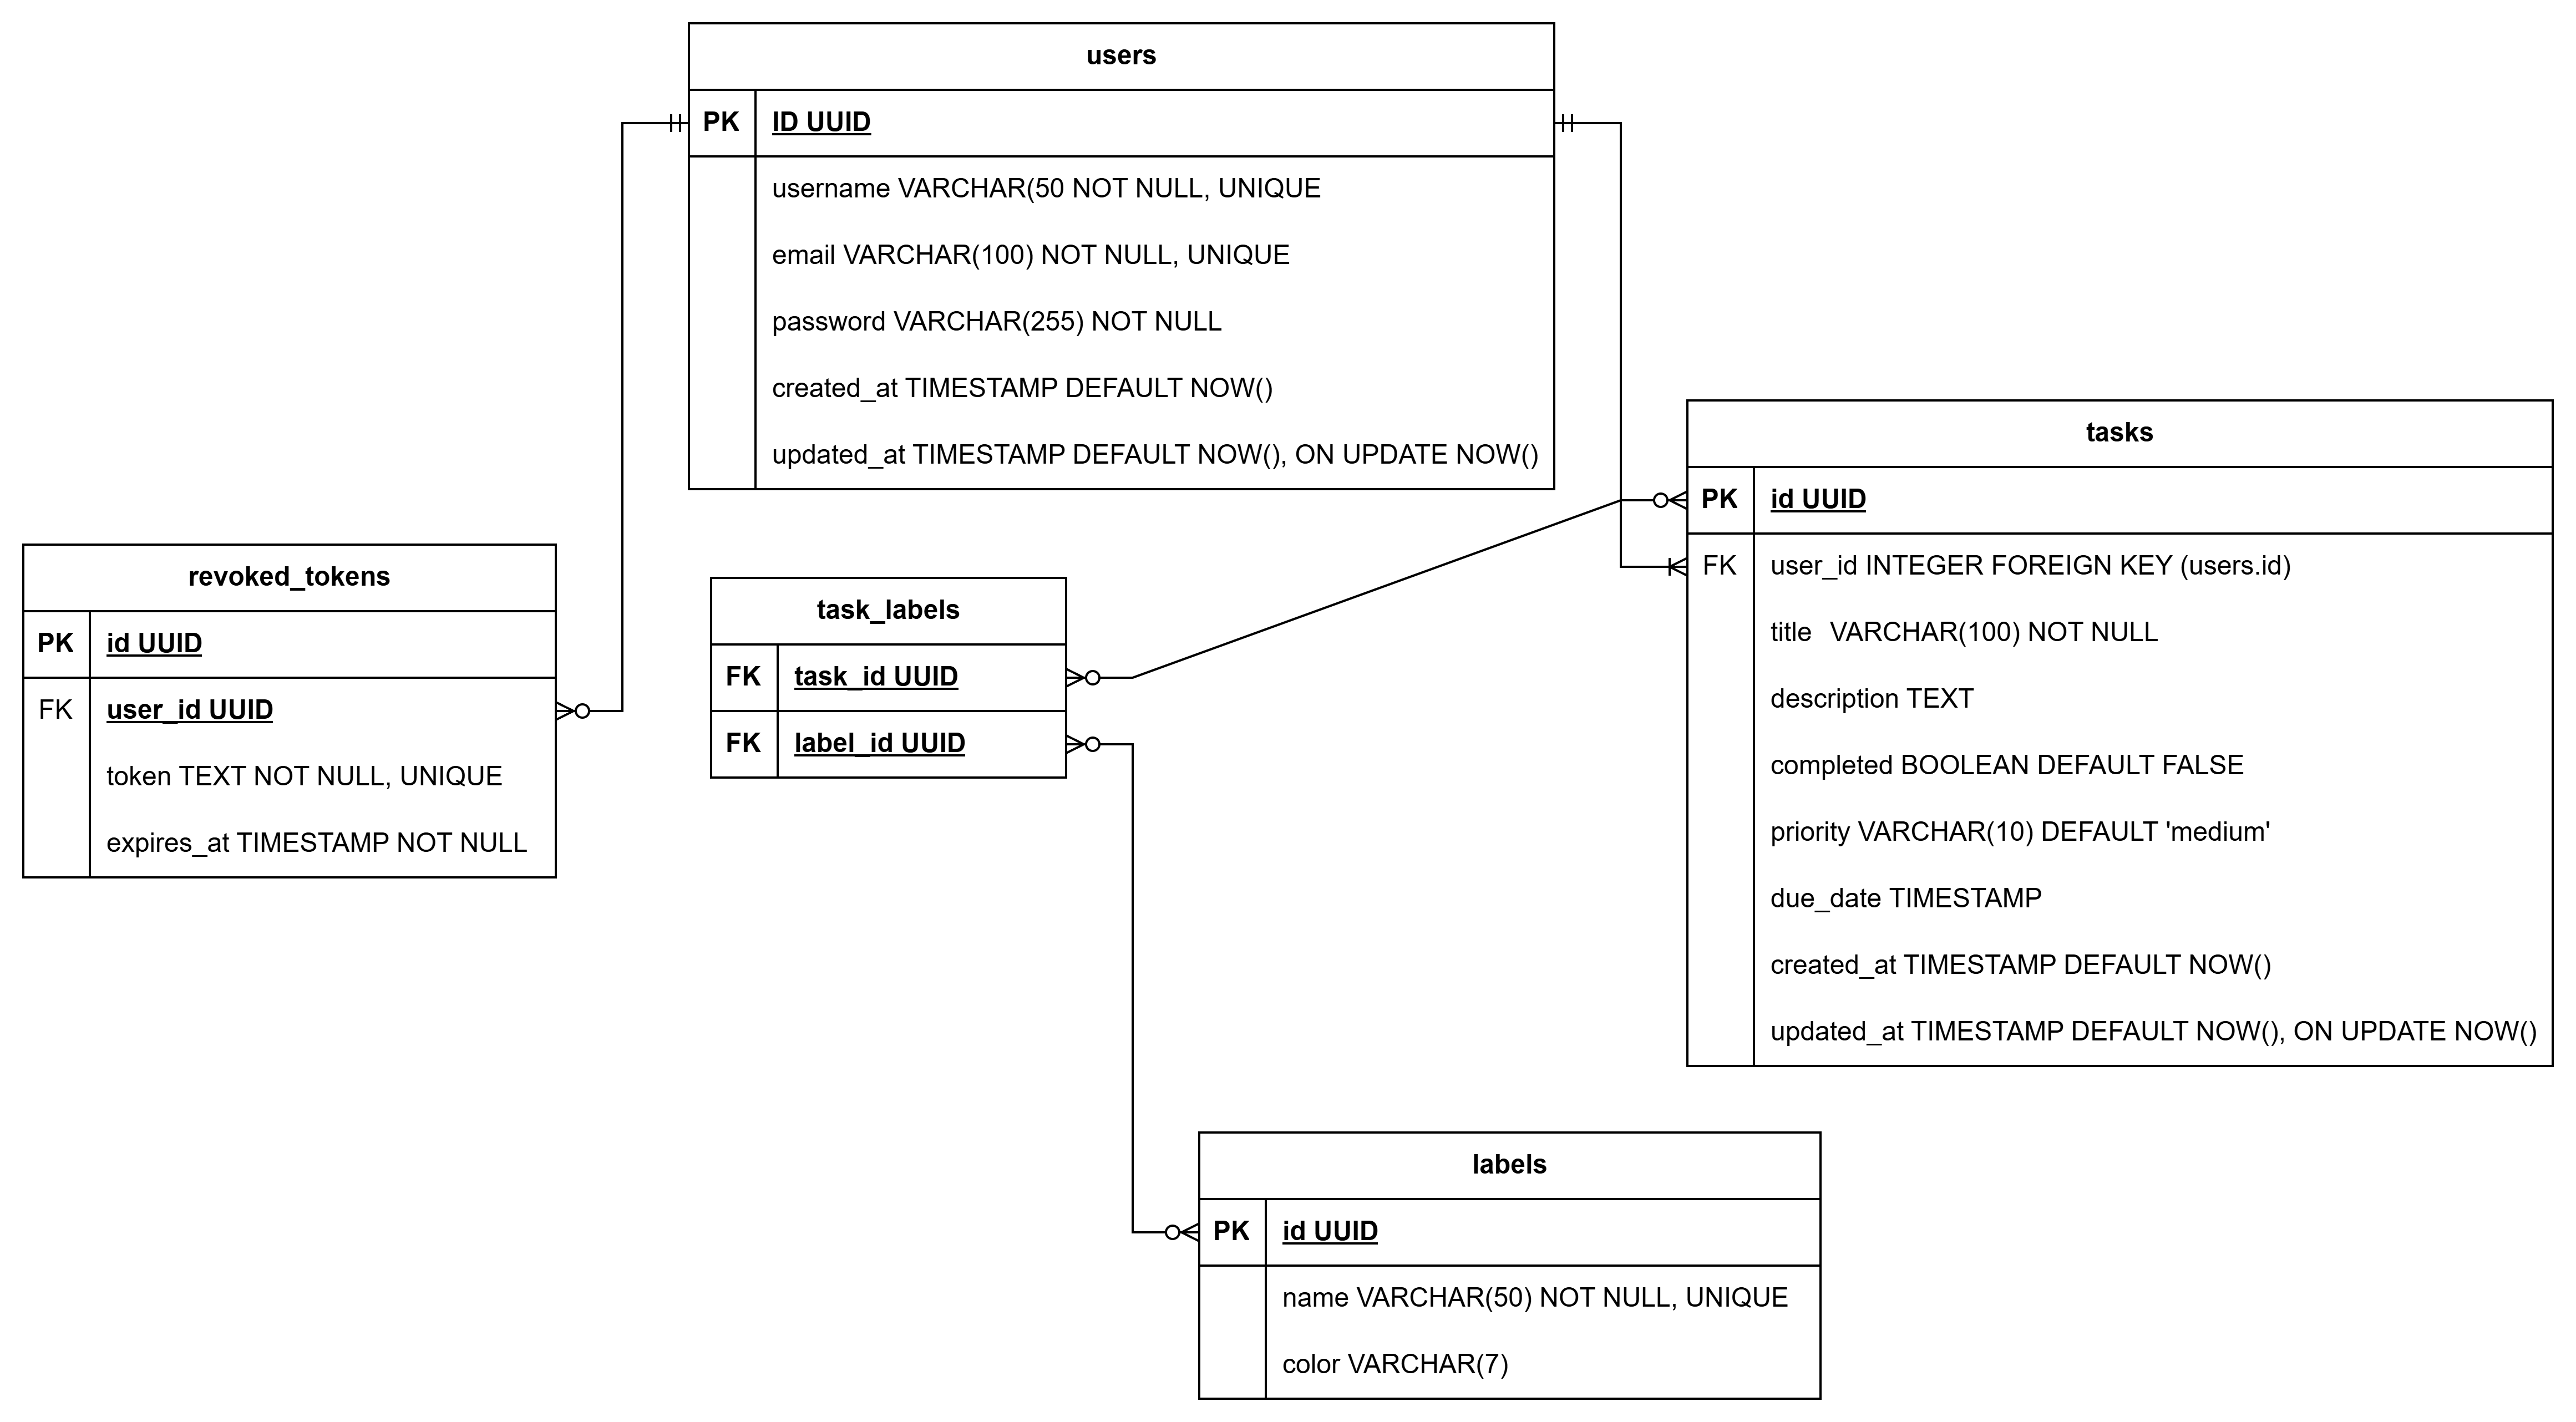 users
PK ID UUID
username VARCHAR(50 NOT NULL, UNIQUE
email VARCHAR(100) NOT NULL, UNIQUE
password VARCHAR(255) NOT NULL
created_at TIMESTAMP DEFAULT NOW()
updated_at TIMESTAMP DEFAULT NOW(), ON UPDATE NOW()
revoked_tokens
PK id UUID
FK user_id UUID
token TEXT NOT NULL, UNIQUE
expires_at TIMESTAMP NOT NULL
task_labels
FK task_id UUID
FK label_id UUID
tasks
PK id UUID
FK user_id INTEGER FOREIGN KEY (users.id)
title VARCHAR(100) NOT NULL
description TEXT
completed BOOLEAN DEFAULT FALSE
priority VARCHAR(10) DEFAULT 'medium'
due_date TIMESTAMP
created_at TIMESTAMP DEFAULT NOW()
updated_at TIMESTAMP DEFAULT NOW(), ON UPDATE NOW()
labels
PK id UUID
name VARCHAR(50) NOT NULL, UNIQUE
color VARCHAR(7)